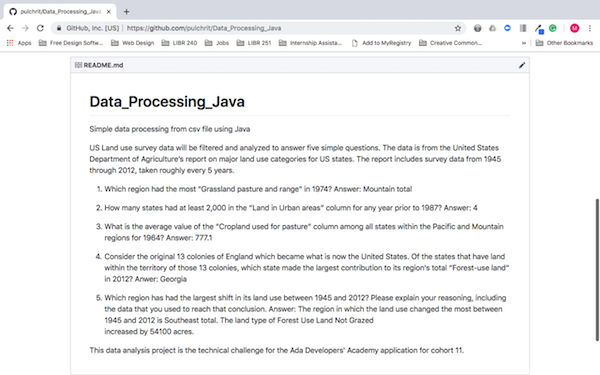 pulchrit/Data_Processing_Java
GitHub, Inc. [US] | https://github.com/pulchrit/Data_Processing_Java
Apps Free Design Softw... Web Design LIBR 240 Jobs LIBR 251 Internship Assista... Add to MyRegistry Creative Common... » Other Bookmarks
README.md
Data_Processing_Java
Simple data processing from csv file using Java
US Land use survey data will be filtered and analyzed to answer five simple questions. The data is from the United States
Department of Agriculture's report on major land use categories for US states. The report includes survey data from 1945
through 2012, taken roughly every 5 years.
1. Which region had the most "Grassland pasture and range" in 1974? Answer: Mountain total
2. How many states had at least 2,000 in the "Land in Urban areas" column for any year prior to 1987? Answer: 4
3. What is the average value of the "Cropland used for pasture" column among all states within the Pacific and Mountain
regions for 1964? Answer: 777.1
4. Consider the original 13 colonies of England which became what is now the United States. Of the states that have land
within the territory of those 13 colonies, which state made the largest contribution to its region's total "Forest-use land"
in 2012? Anwer: Georgia
5. Which region has had the largest shift in its land use between 1945 and 2012? Please explain your reasoning, including
the data that you used to reach that conclusion. Answer: The region in which the land use changed the most between
1945 and 2012 is Southeast total. The land type of Forest Use Land Not Grazed
increased by 54100 acres.
This data analysis project is the technical challenge for the Ada Developers' Academy application for cohort 11.